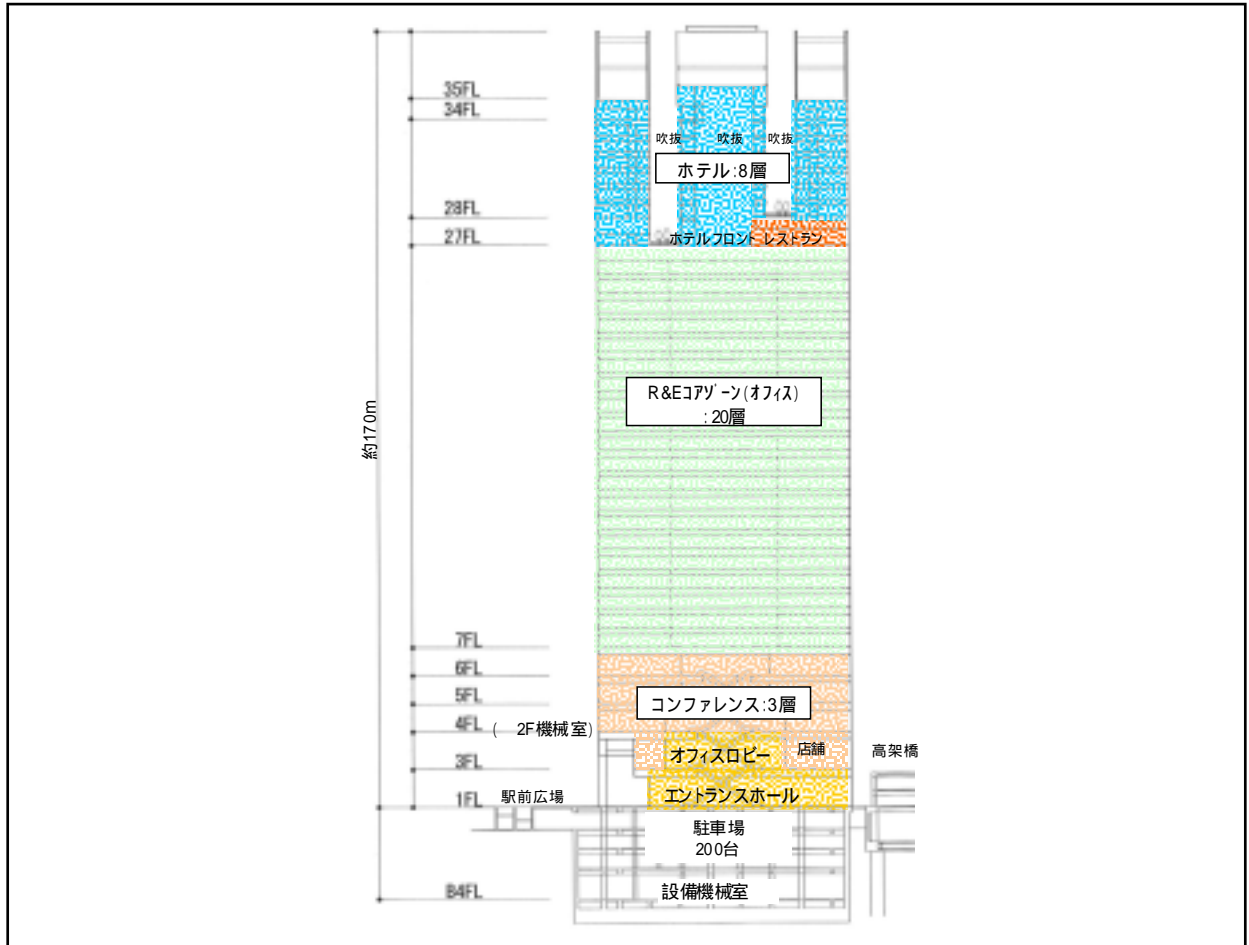 35FL
34FL
吹抜 吹抜 吹抜
ホテル:8層
28FL
27FL
ホテルフロント レストラン
R&Eコアゾーン(オフィス)
:20層
約170m
7FL
6FL
5FL
コンファレンス:3層
4FL
( 2F機械室)
オフィスロビー
店舗
高架橋
3FL
エントランスホール
1FL
駅前広場
駐車場
200台
設備機械室
B4FL